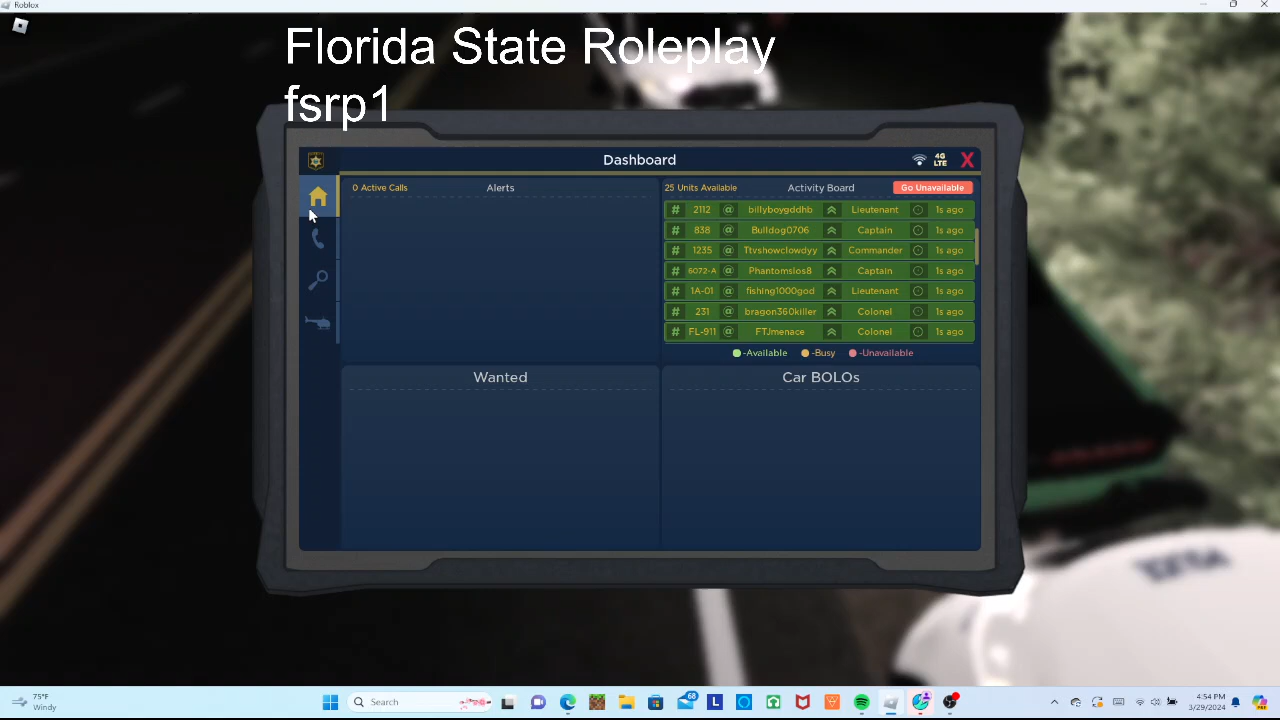 Roblox
Florida State Roleplay
fsrp1
Dashboard
4G
LTE
X
0 Active Calls
Alerts
25 Units Available
Activity Board
Go Unavailable
# 2112 @ billyboygddhb Lieutenant 1s ago
# 838 @ Bulldog0706 Captain 1s ago
# 1235 @ Ttvshowclowdyy Commander 1s ago
# 6072-A @ Phantomslos8 Captain 1s ago
# 1A-01 @ fishing1000god Lieutenant 1s ago
# 231 @ bragon360killer Colonel 1s ago
# FL-911 @ FTJmenace Colonel 1s ago
-Available -Busy -Unavailable
Wanted
Car BOLOs
75°F
Windy
Search
68
L
4:54 PM
3/29/2024